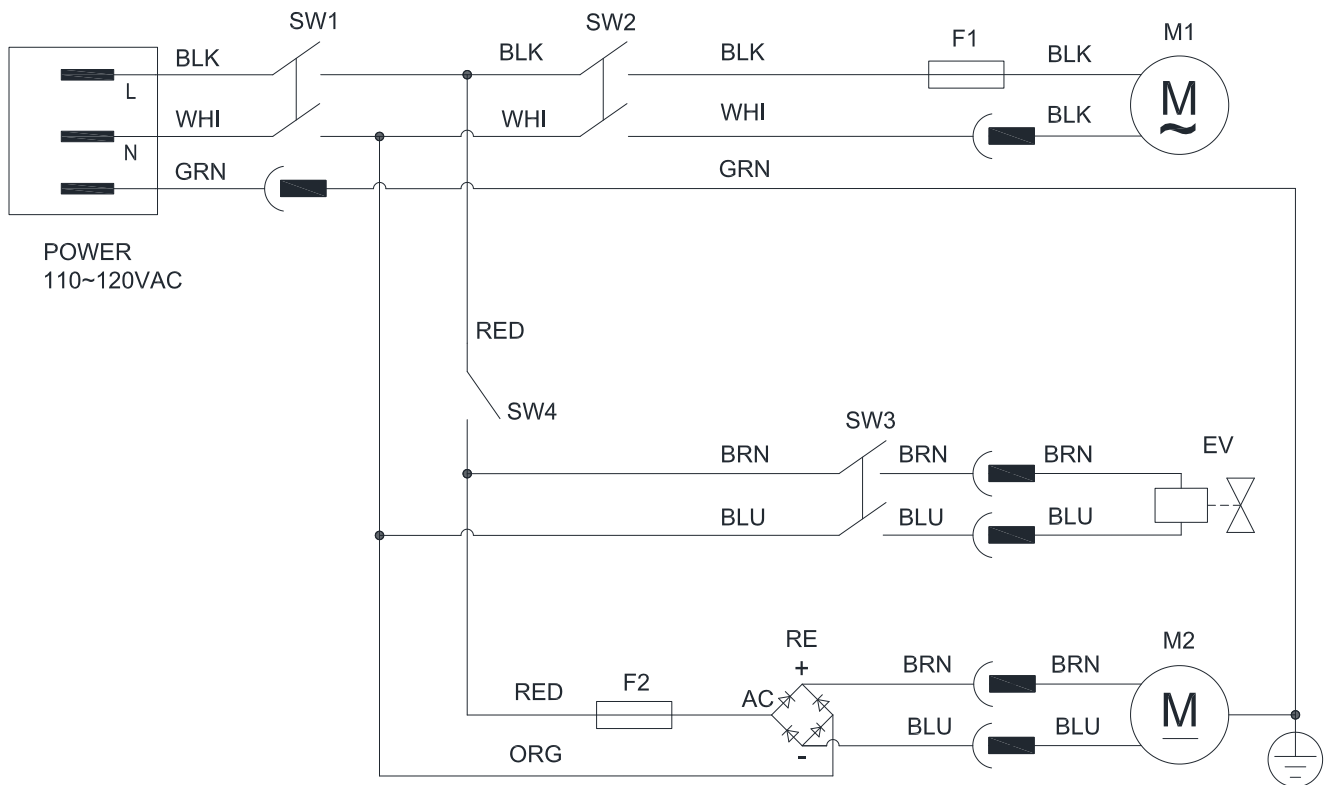 SW1
SW2
F1
M1
BLK
BLK
BLK
BLK
L
M
~
WHI
WHI
WHI
BLK
N
GRN
GRN
POWER
110~120VAC
RED
SW4
SW3
EV
BRN
BRN
BRN
BLU
BLU
BLU
RE
M2
+
BRN
BRN
RED
F2
AC
M
BLU
BLU
-
ORG